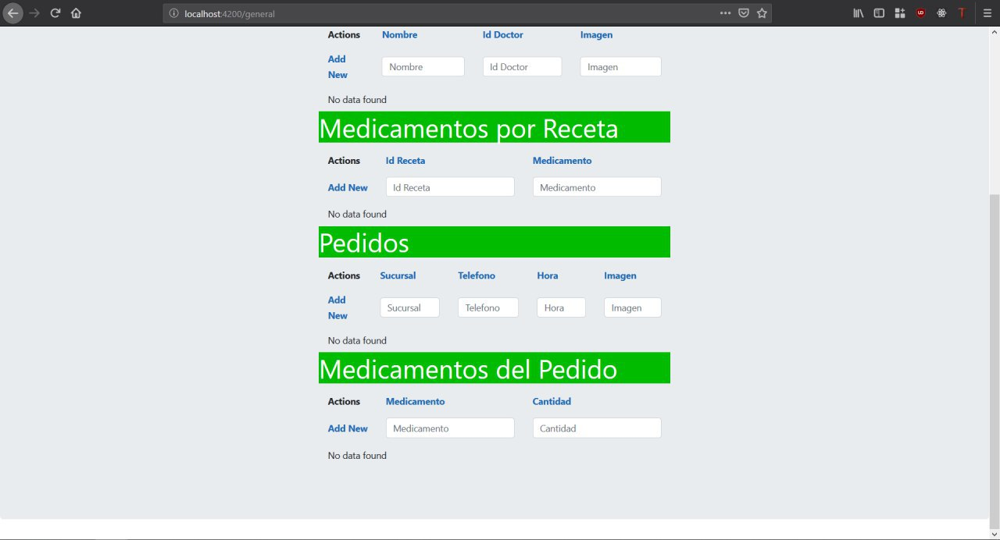 localhost:4200/general
Actions Nombre Id Doctor Imagen
Add New Nombre Id Doctor Imagen
No data found
Medicamentos por Receta
Actions Id Receta Medicamento
Add New Id Receta Medicamento
No data found
Pedidos
Actions Sucursal Telefono Hora Imagen
Add New Sucursal Telefono Hora Imagen
No data found
Medicamentos del Pedido
Actions Medicamento Cantidad
Add New Medicamento Cantidad
No data found